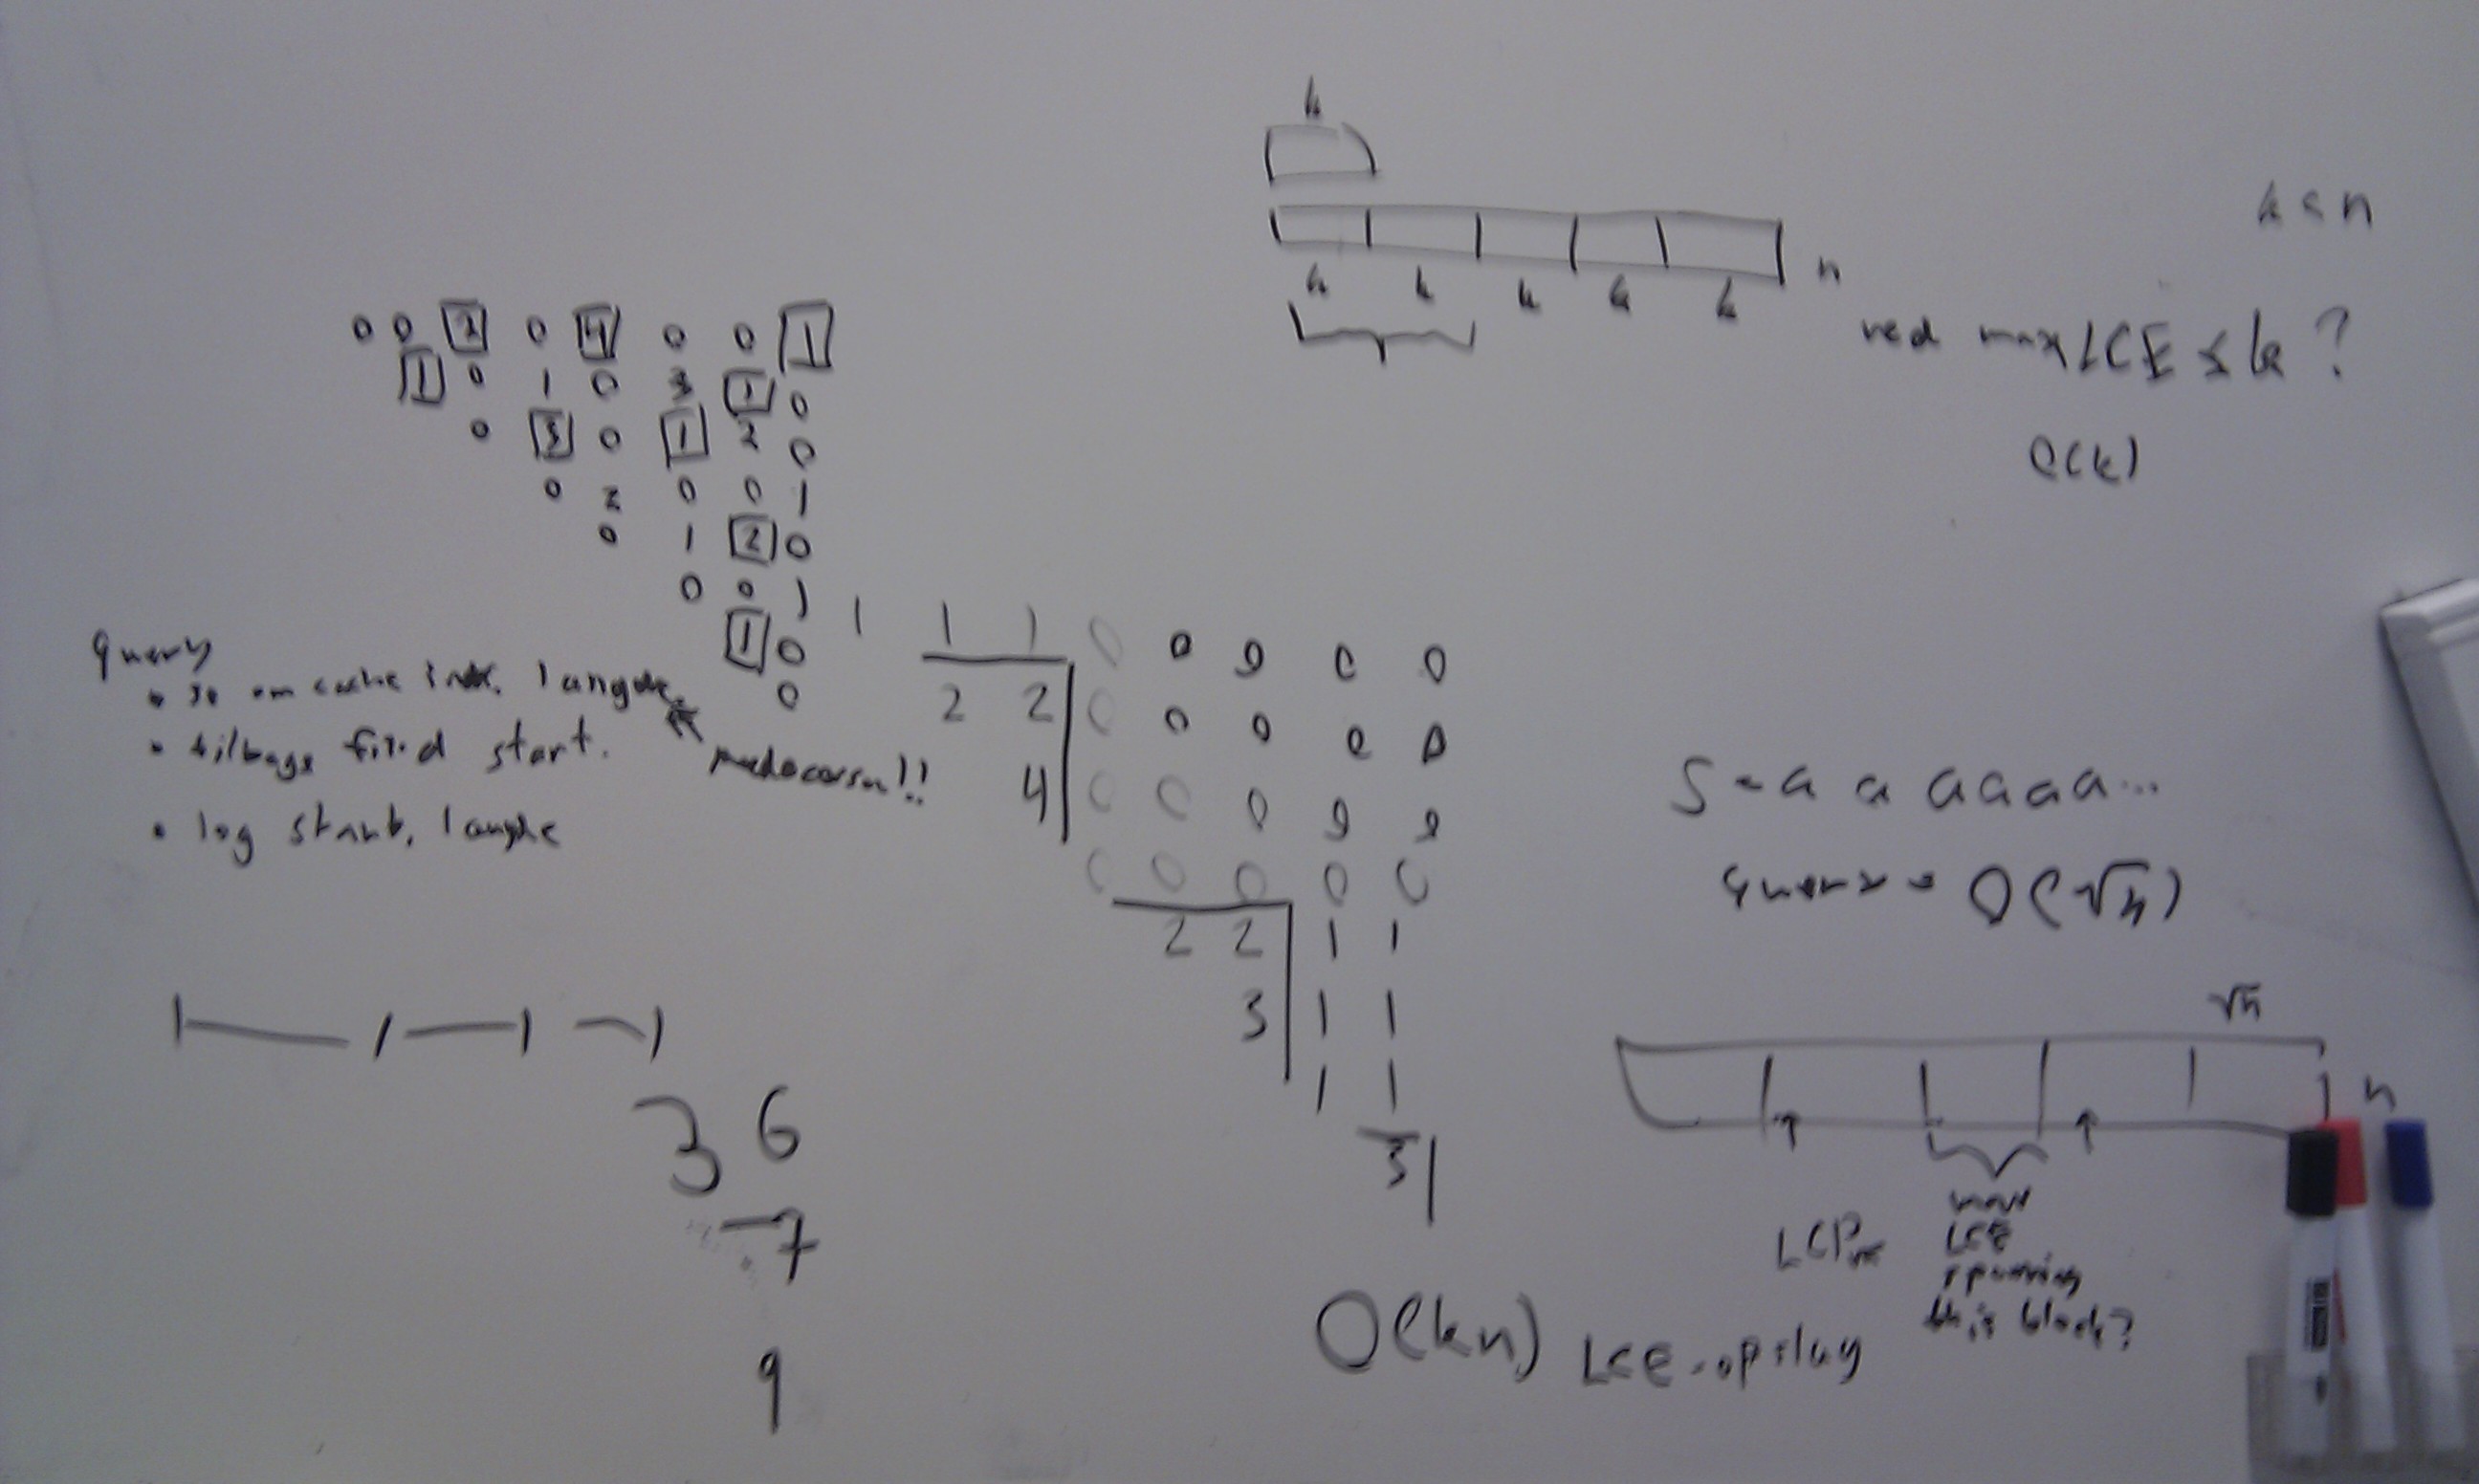 k
k k k k k n
k ≤ n
ved max LCE ≤ k ?
O(k)
0 0 2 0 4 0 0 1
1 0 1 0 3 1 0
0 3 0 1 2 0
0 2 0 0 1
0 1 2 0
0 0 1
1 0
0
query
• se om cache længde
• tilbage find start.
• log start, længde
1 1 1 0 0 0 0 0
2 2 0 0 0 0 0
4 0 0 0 0 0
0 0 0 0 0
2 2 1 1
3 1 1
1 1
3
3 6
7
9
S = a a a a a a ...
query = O(√n)
√n
n
LCP
max
LCE
spanning
this block?
O(kn) LCE-opslag